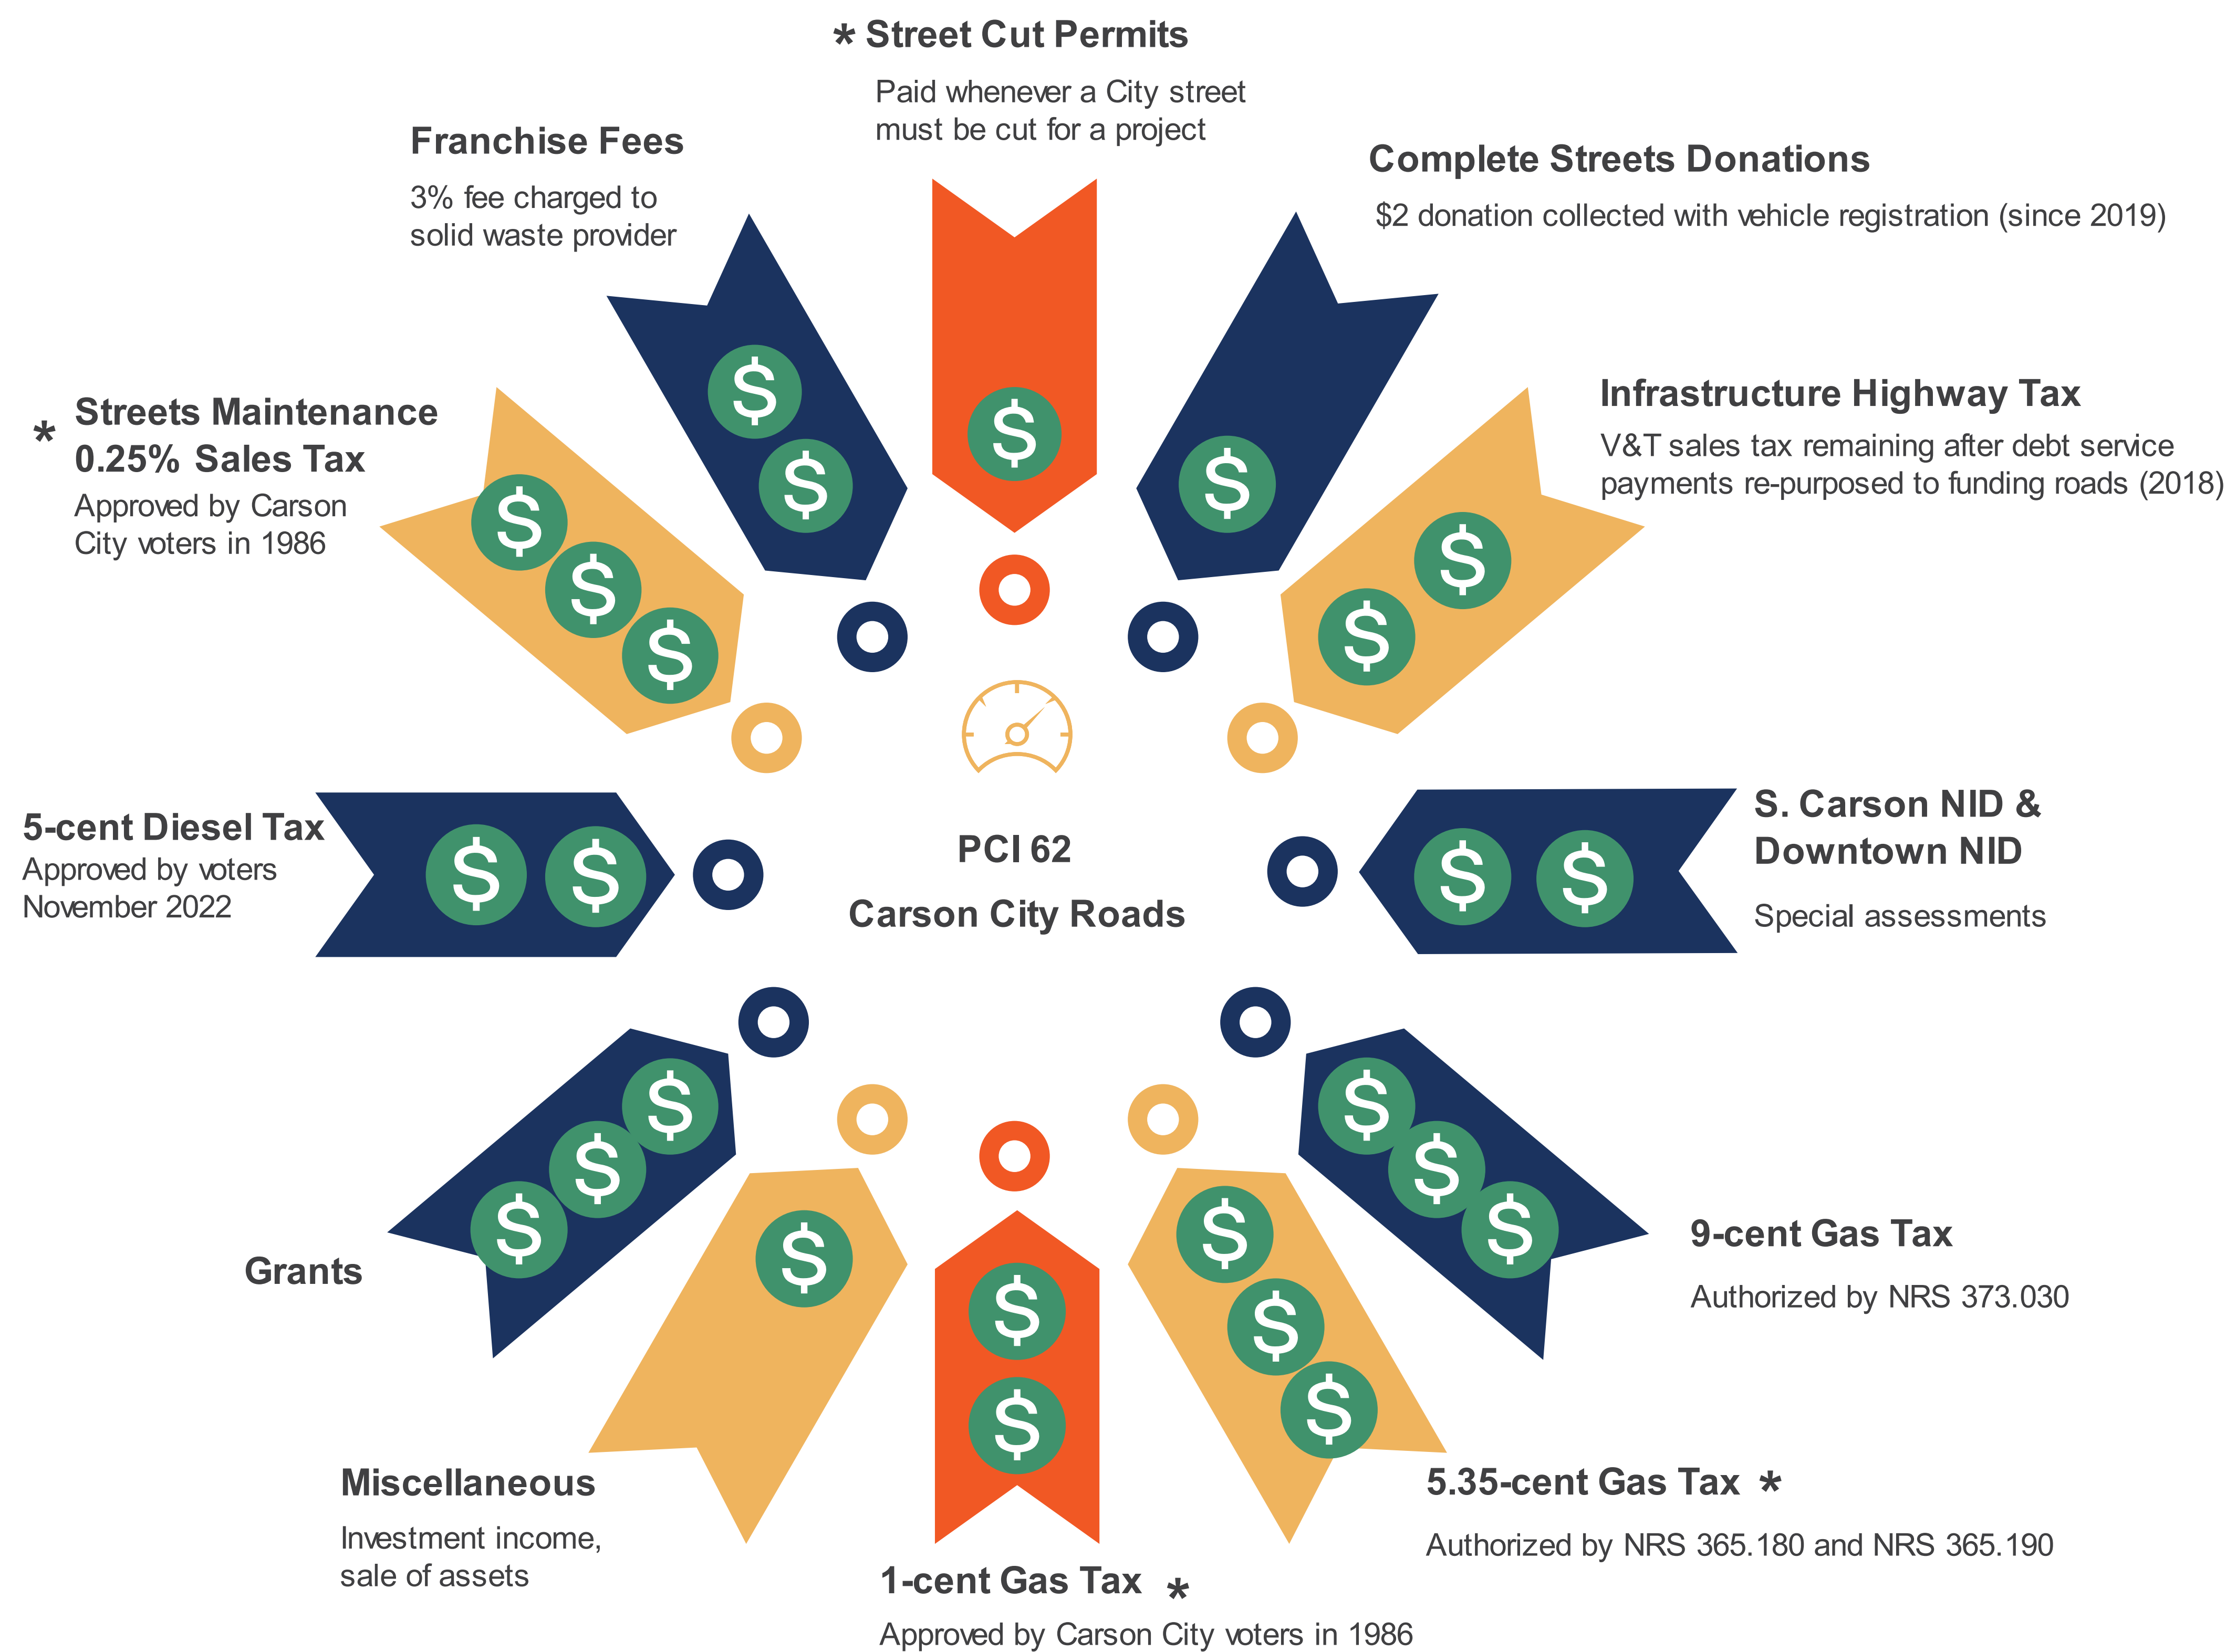 * Street Cut Permits
Paid whenever a City street
must be cut for a project
Franchise Fees
3% fee charged to
solid waste provider
Complete Streets Donations
$2 donation collected with vehicle registration (since 2019)
* Streets Maintenance
0.25% Sales Tax
Approved by Carson
City voters in 1986
Infrastructure Highway Tax
V&T sales tax remaining after debt service
payments re-purposed to funding roads (2018)
5-cent Diesel Tax
Approved by voters
November 2022
PCI 62
Carson City Roads
S. Carson NID &
Downtown NID
Special assessments
Grants
9-cent Gas Tax
Authorized by NRS 373.030
Miscellaneous
Investment income,
sale of assets
1-cent Gas Tax *
Approved by Carson City voters in 1986
5.35-cent Gas Tax *
Authorized by NRS 365.180 and NRS 365.190
$ $
$
$
$ $ $
$ $
$ $
$ $
$ $ $
$
$ $
$ $ $
$ $ $